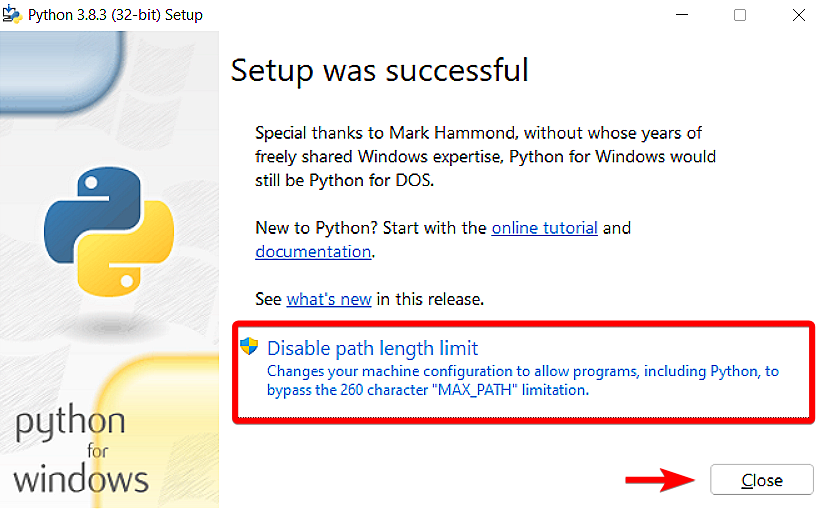 Python 3.8.3 (32-bit) Setup
Setup was successful
Special thanks to Mark Hammond, without whose years of
freely shared Windows expertise, Python for Windows would
still be Python for DOS.
New to Python? Start with the online tutorial and
documentation.
See what's new in this release.
Disable path length limit
Changes your machine configuration to allow programs, including Python, to
bypass the 260 character "MAX_PATH" limitation.
python
for
windows
Close